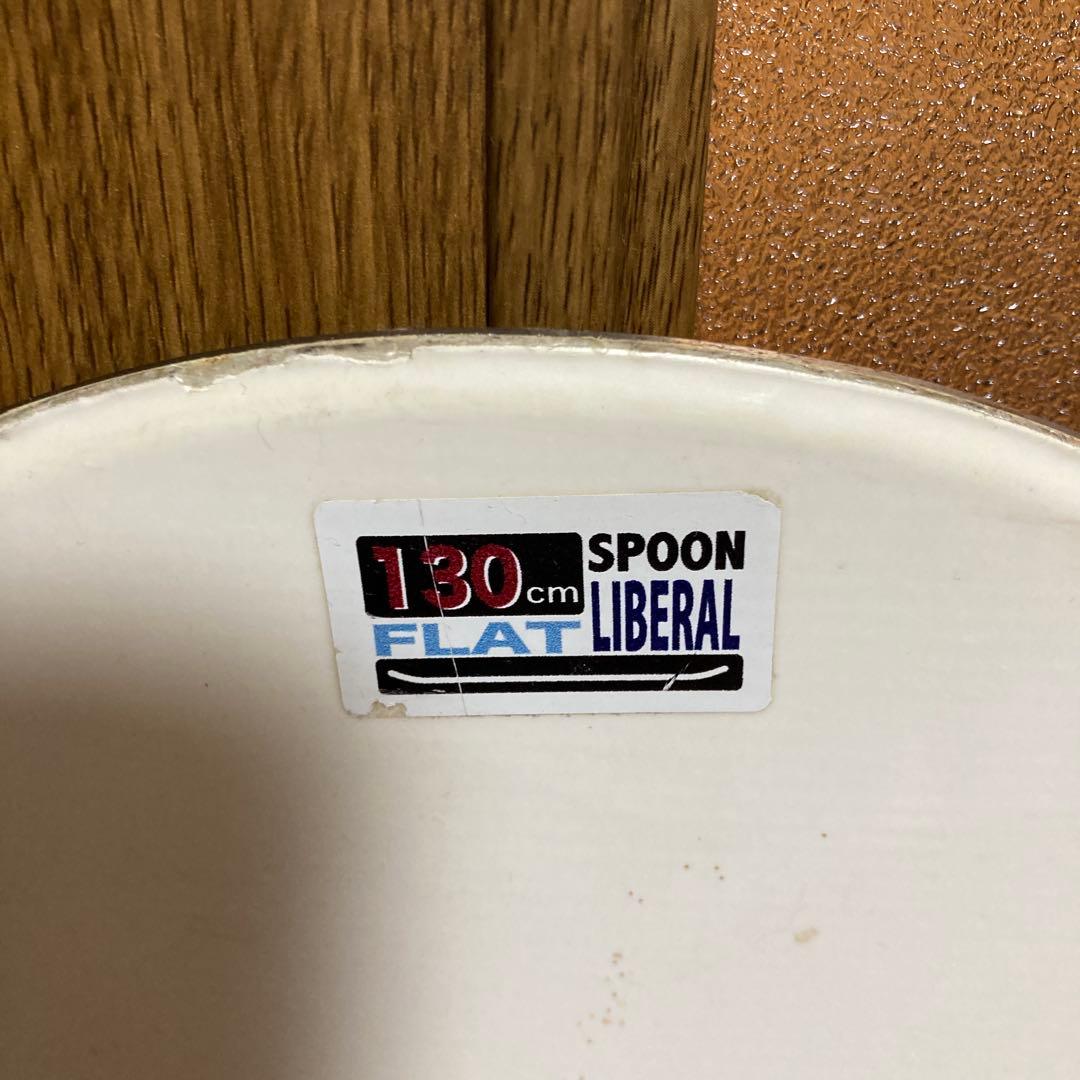 130cm
FLAT
SPOON
LIBERAL